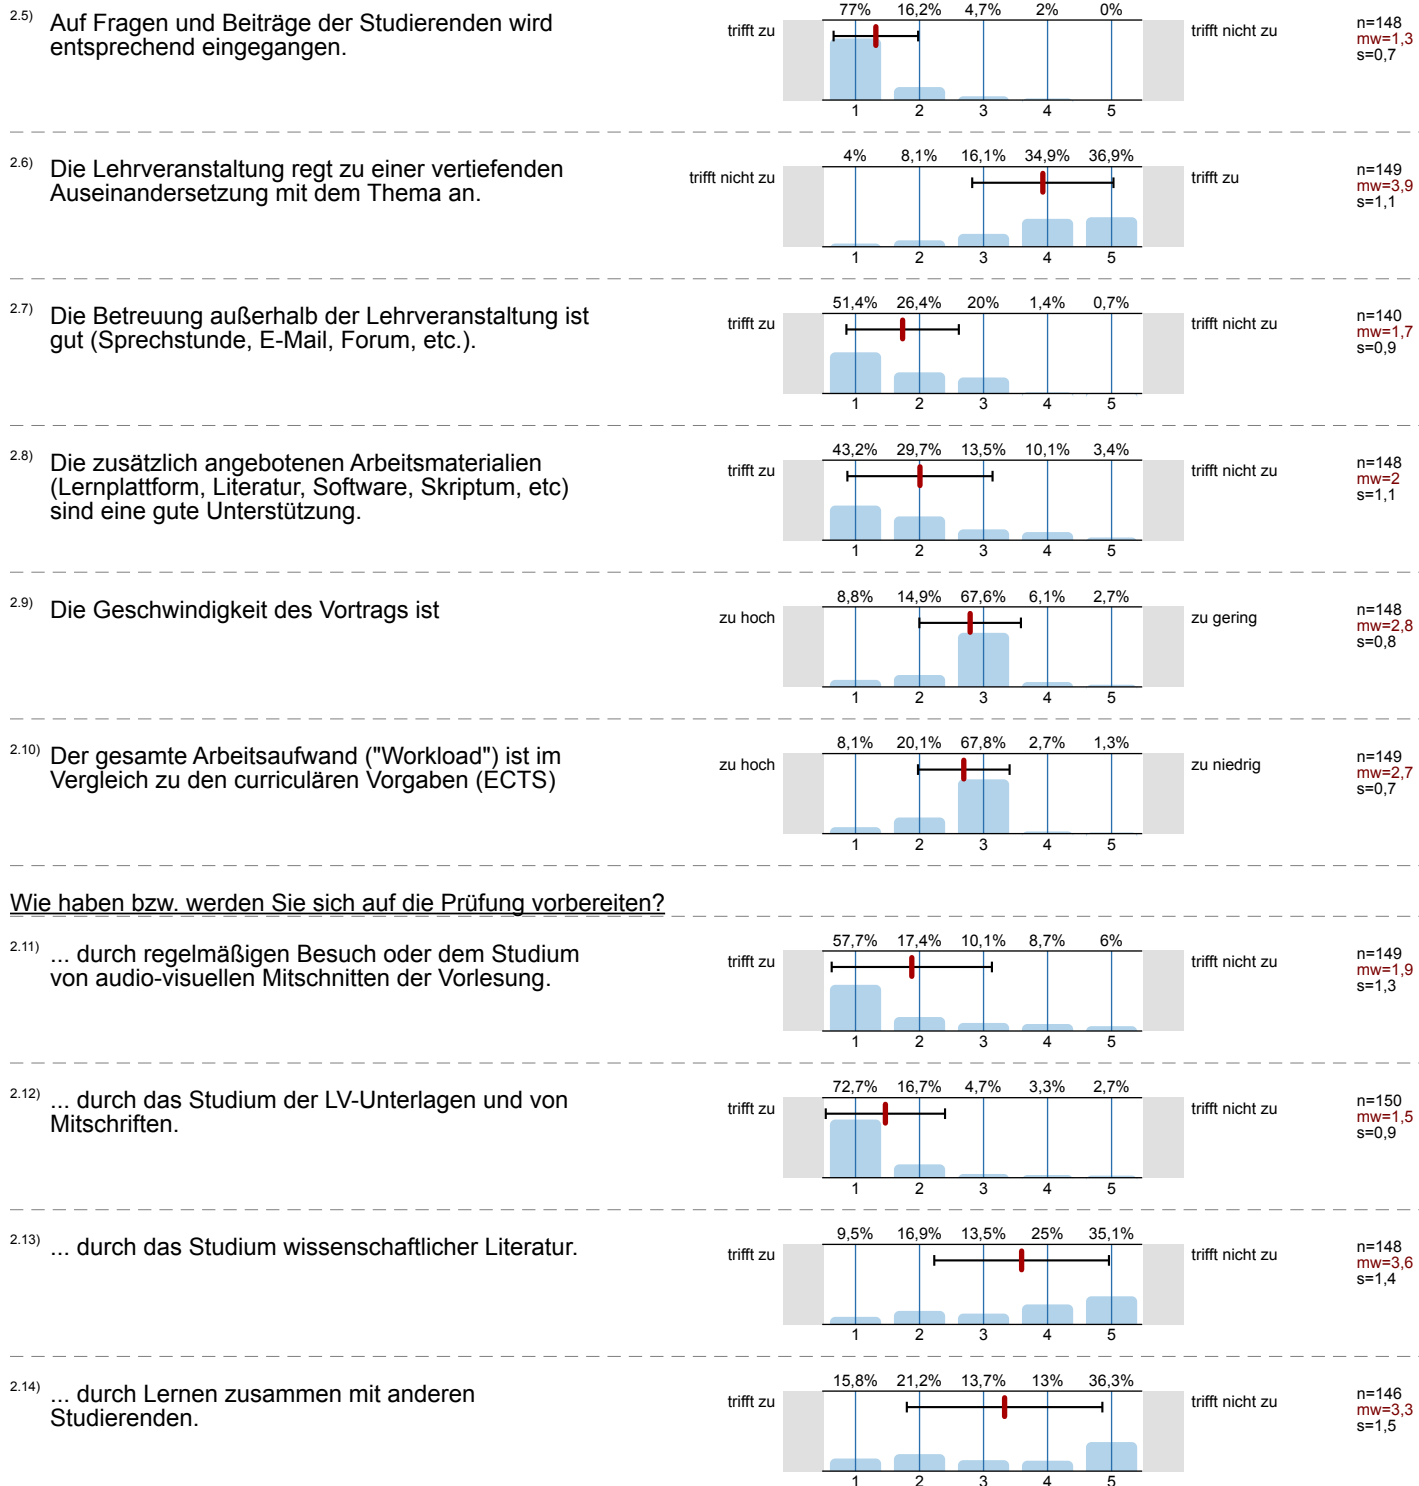 2.5) Auf Fragen und Beiträge der Studierenden wird
entsprechend eingegangen.
trifft zu
trifft nicht zu
77% 16,2% 4,7% 2% 0%
1 2 3 4 5
n=148
mw=1,3
s=0,7
2.6) Die Lehrveranstaltung regt zu einer vertiefenden
Auseinandersetzung mit dem Thema an.
trifft nicht zu
trifft zu
4% 8,1% 16,1% 34,9% 36,9%
1 2 3 4 5
n=149
mw=3,9
s=1,1
2.7) Die Betreuung außerhalb der Lehrveranstaltung ist
gut (Sprechstunde, E-Mail, Forum, etc.).
trifft zu
trifft nicht zu
51,4% 26,4% 20% 1,4% 0,7%
1 2 3 4 5
n=140
mw=1,7
s=0,9
2.8) Die zusätzlich angebotenen Arbeitsmaterialien
(Lernplattform, Literatur, Software, Skriptum, etc)
sind eine gute Unterstützung.
trifft zu
trifft nicht zu
43,2% 29,7% 13,5% 10,1% 3,4%
1 2 3 4 5
n=148
mw=2
s=1,1
2.9) Die Geschwindigkeit des Vortrags ist
zu hoch
zu gering
8,8% 14,9% 67,6% 6,1% 2,7%
1 2 3 4 5
n=148
mw=2,8
s=0,8
2.10) Der gesamte Arbeitsaufwand ("Workload") ist im
Vergleich zu den curriculären Vorgaben (ECTS)
zu hoch
zu niedrig
8,1% 20,1% 67,8% 2,7% 1,3%
1 2 3 4 5
n=149
mw=2,7
s=0,7
Wie haben bzw. werden Sie sich auf die Prüfung vorbereiten?
2.11) ... durch regelmäßigen Besuch oder dem Studium
von audio-visuellen Mitschnitten der Vorlesung.
trifft zu
trifft nicht zu
57,7% 17,4% 10,1% 8,7% 6%
1 2 3 4 5
n=149
mw=1,9
s=1,3
2.12) ... durch das Studium der LV-Unterlagen und von
Mitschriften.
trifft zu
trifft nicht zu
72,7% 16,7% 4,7% 3,3% 2,7%
1 2 3 4 5
n=150
mw=1,5
s=0,9
2.13) ... durch das Studium wissenschaftlicher Literatur.
trifft zu
trifft nicht zu
9,5% 16,9% 13,5% 25% 35,1%
1 2 3 4 5
n=148
mw=3,6
s=1,4
2.14) ... durch Lernen zusammen mit anderen
Studierenden.
trifft zu
trifft nicht zu
15,8% 21,2% 13,7% 13% 36,3%
1 2 3 4 5
n=146
mw=3,3
s=1,5